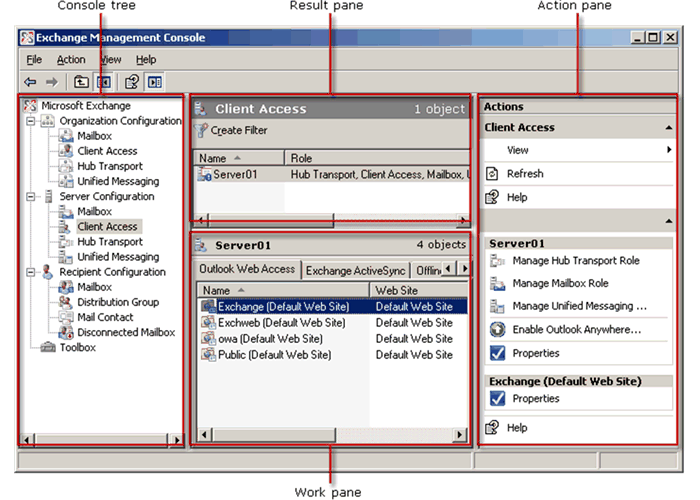 Console tree
Result pane
Action pane
Exchange Management Console
File Action View Help
Microsoft Exchange
Organization Configuration
Mailbox
Client Access
Hub Transport
Unified Messaging
Server Configuration
Mailbox
Client Access
Hub Transport
Unified Messaging
Recipient Configuration
Mailbox
Distribution Group
Mail Contact
Disconnected Mailbox
Toolbox
Client Access 1 object
Create Filter
Name Role
Server01 Hub Transport, Client Access, Mailbox, U
Server01 4 objects
Outlook Web Access Exchange ActiveSync Offline
Name Web Site
Exchange (Default Web Site) Default Web Site
Exchweb (Default Web Site) Default Web Site
owa (Default Web Site) Default Web Site
Public (Default Web Site) Default Web Site
Actions
Client Access
View
Refresh
Help
Server01
Manage Hub Transport Role
Manage Mailbox Role
Manage Unified Messaging ...
Enable Outlook Anywhere...
Properties
Exchange (Default Web Site)
Properties
Help
Work pane